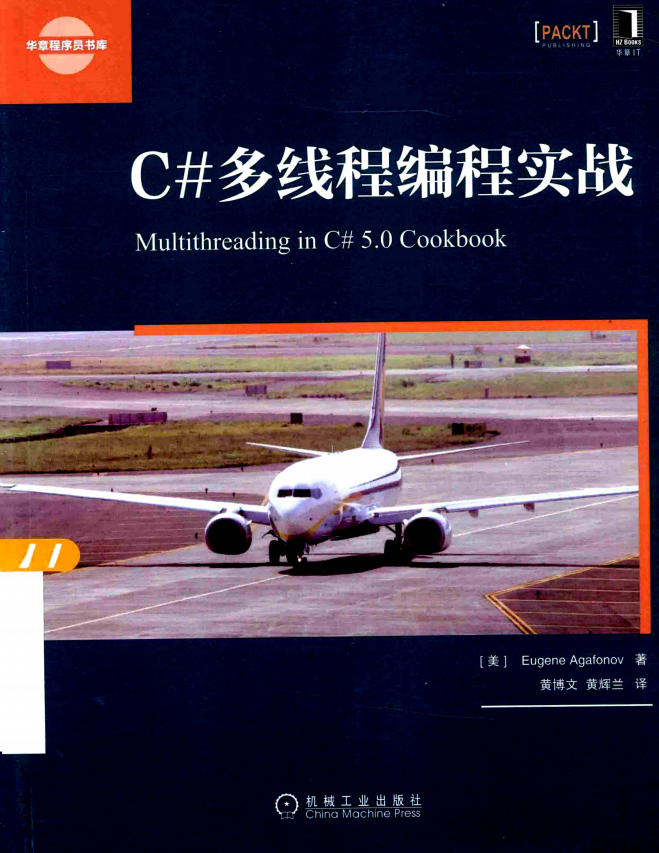 华章程序员书库
[PACKT]
PUBLISHING
HZ BOOKS
华章IT
C#多线程编程实战
Multithreading in C# 5.0 Cookbook
[美] Eugene Agafonov 著
黄博文 黄辉兰 译
机械工业出版社
China Machine Press